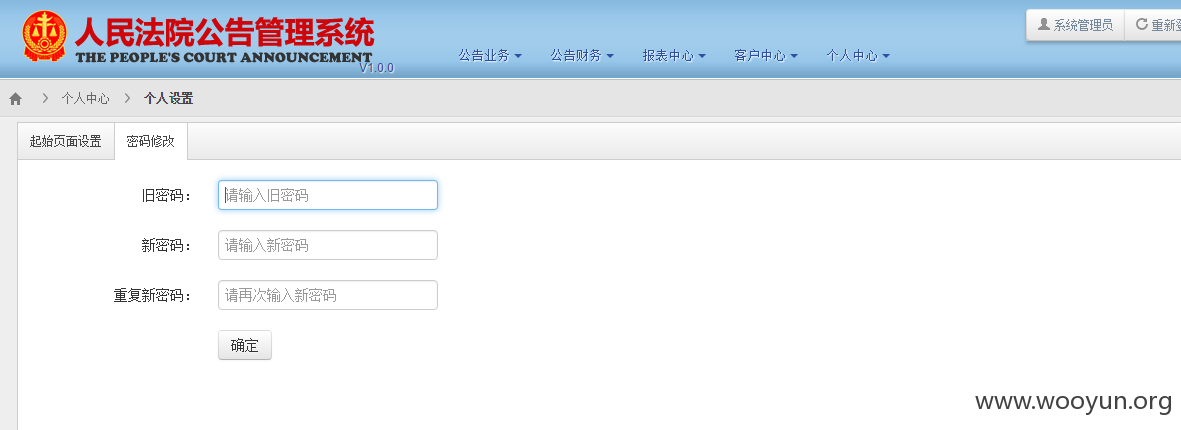 人民法院公告管理系统
THE PEOPLE'S COURT ANNOUNCEMENT
V1.0.0
公告业务 公告财务 报表中心 客户中心 个人中心
系统管理员 重新登
个人中心 个人设置
起始页面设置 密码修改
旧密码： 请输入旧密码
新密码： 请输入新密码
重复新密码： 请再次输入新密码
确定
www.wooyun.org